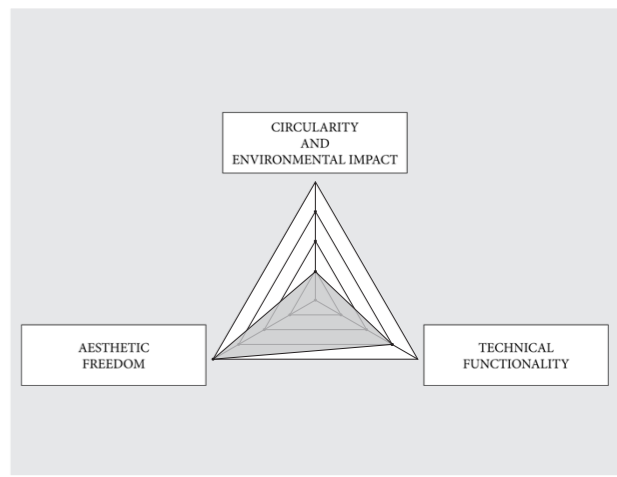 CIRCULARITY
AND
ENVIRONMENTAL IMPACT
AESTHETIC
FREEDOM
TECHNICAL
FUNCTIONALITY